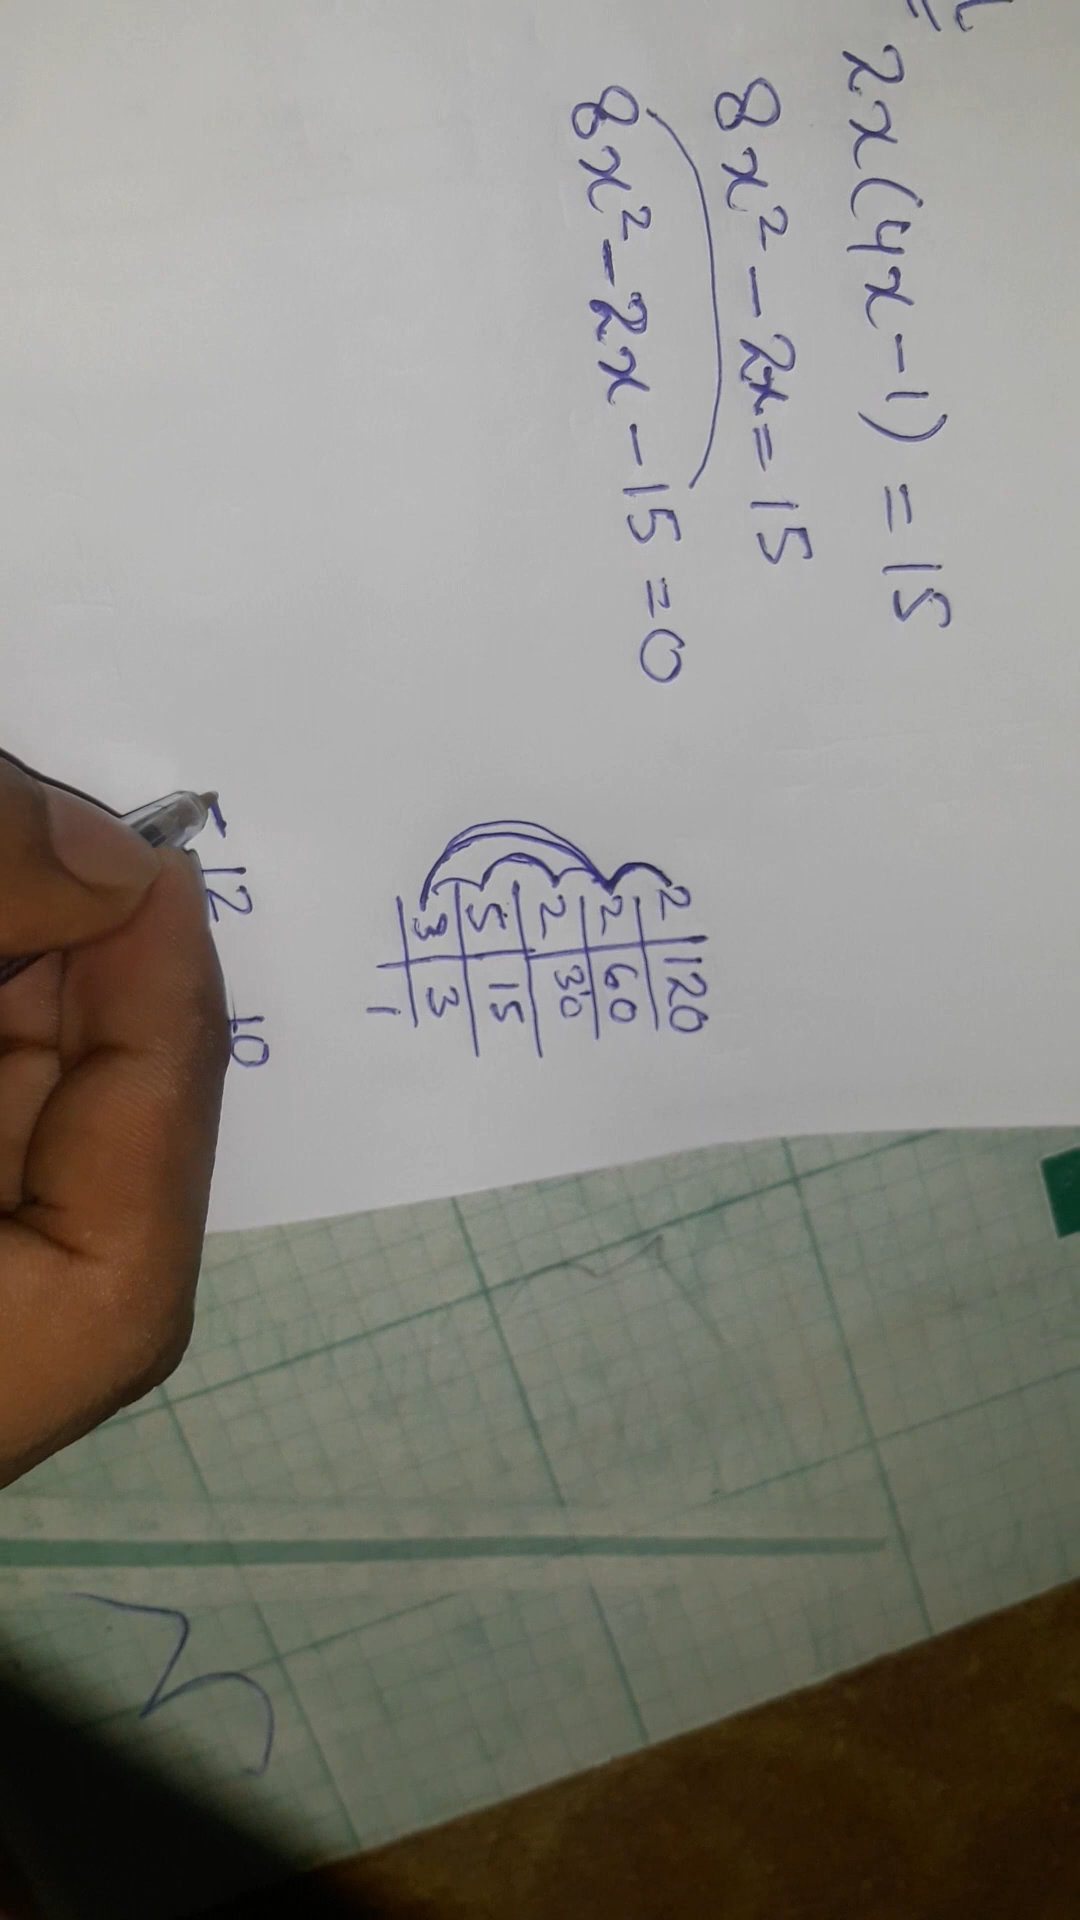 2x(4x-1) = 15
8x² - 2x = 15
8x² - 2x - 15 = 0
2 | 120
2 | 60
2 | 30
5 | 15
3 | 3
1
- 12 10